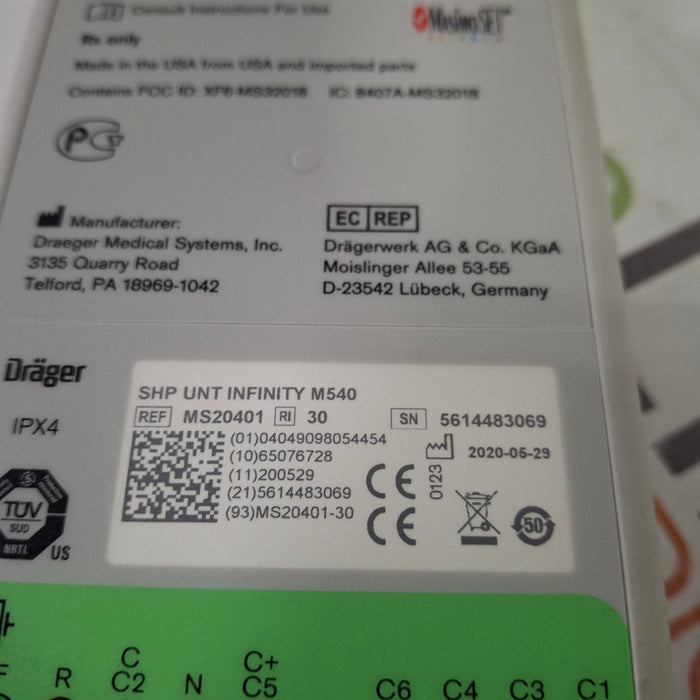 Consult Instructions For Use
Masimo SET
Rx only
Made in the USA from USA and imported parts
Contains FCC ID: XF6-MS32018 IC: 8407A-MS32018
Manufacturer:
Draeger Medical Systems, Inc.
3135 Quarry Road
Telford, PA 18969-1042
EC REP
Drägerwerk AG & Co. KGaA
Moislinger Allee 53-55
D-23542 Lübeck, Germany
Dräger
IPX4
TÜV
SÜD
NRTL US
SHP UNT INFINITY M540
REF MS20401 RI 30 SN 5614483069
(01)04049098054454
(10)65076728
(11)200529
(21)5614483069
(93)MS20401-30
2020-05-29
CE 0123
CE
50
R
C
C2
N
C+
C5
C6
C4
C3
C1